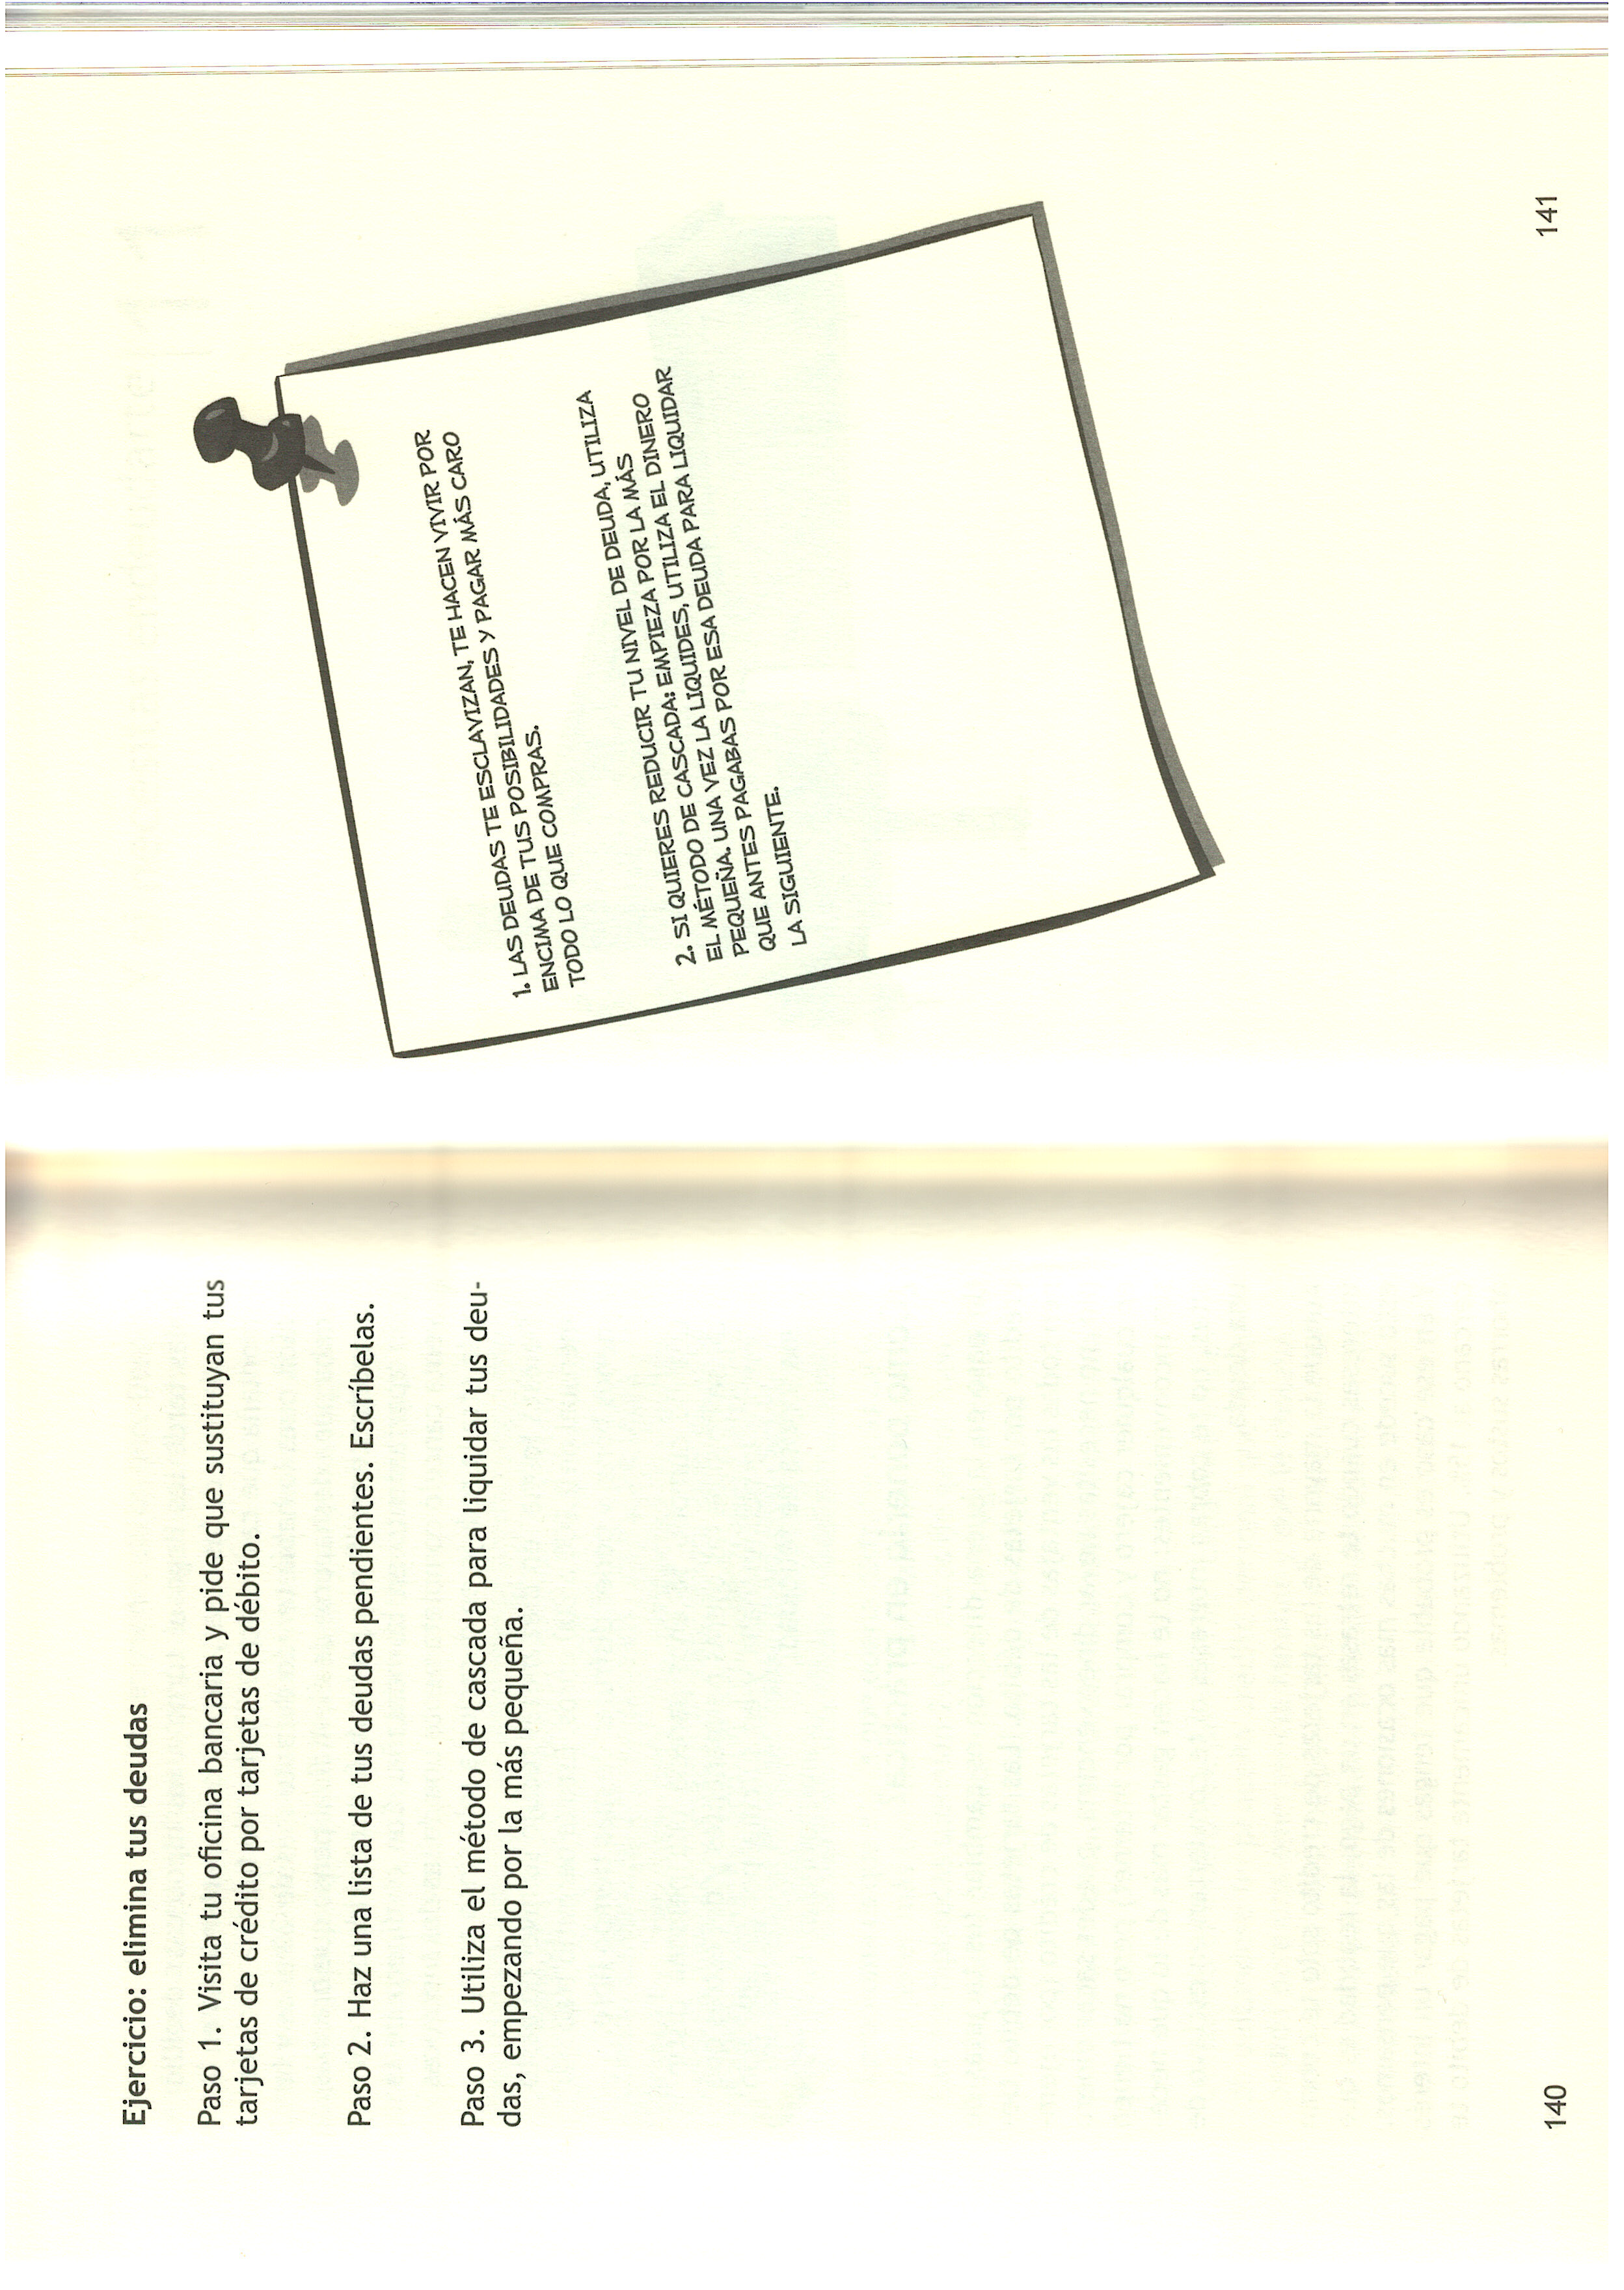 Ejercicio: elimina tus deudas
Paso 1. Visita tu oficina bancaria y pide que sustituyan tus
tarjetas de crédito por tarjetas de débito.
Paso 2. Haz una lista de tus deudas pendientes. Escríbelas.
Paso 3. Utiliza el método de cascada para liquidar tus deu-
das, empezando por la más pequeña.
140
1. LAS DEUDAS TE ESCLAVIZAN, TE HACEN VIVIR POR
ENCIMA DE TUS POSIBILIDADES Y PAGAR MÁS CARO
TODO LO QUE COMPRAS.
2. SI QUIERES REDUCIR TU NIVEL DE DEUDA, UTILIZA
EL MÉTODO DE CASCADA: EMPIEZA POR LA MÁS
PEQUEÑA. UNA VEZ LA LIQUIDES, UTILIZA EL DINERO
QUE ANTES PAGABAS POR ESA DEUDA PARA LIQUIDAR
LA SIGUIENTE.
141